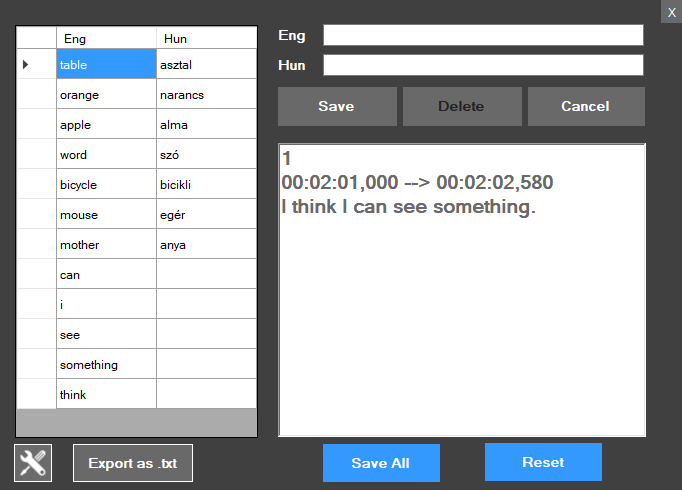 X
Eng Hun
table asztal
orange narancs
apple alma
word szó
bicycle bicikli
mouse egér
mother anya
can
i
see
something
think
Eng
Hun
Save Delete Cancel
1
00:02:01,000 --> 00:02:02,580
I think I can see something.
Export as .txt
Save All Reset